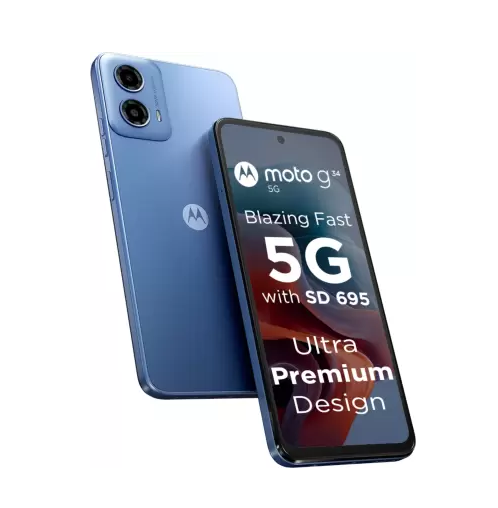 moto g34
5G
Blazing Fast
5G
with SD 695
Ultra
Premium
Design